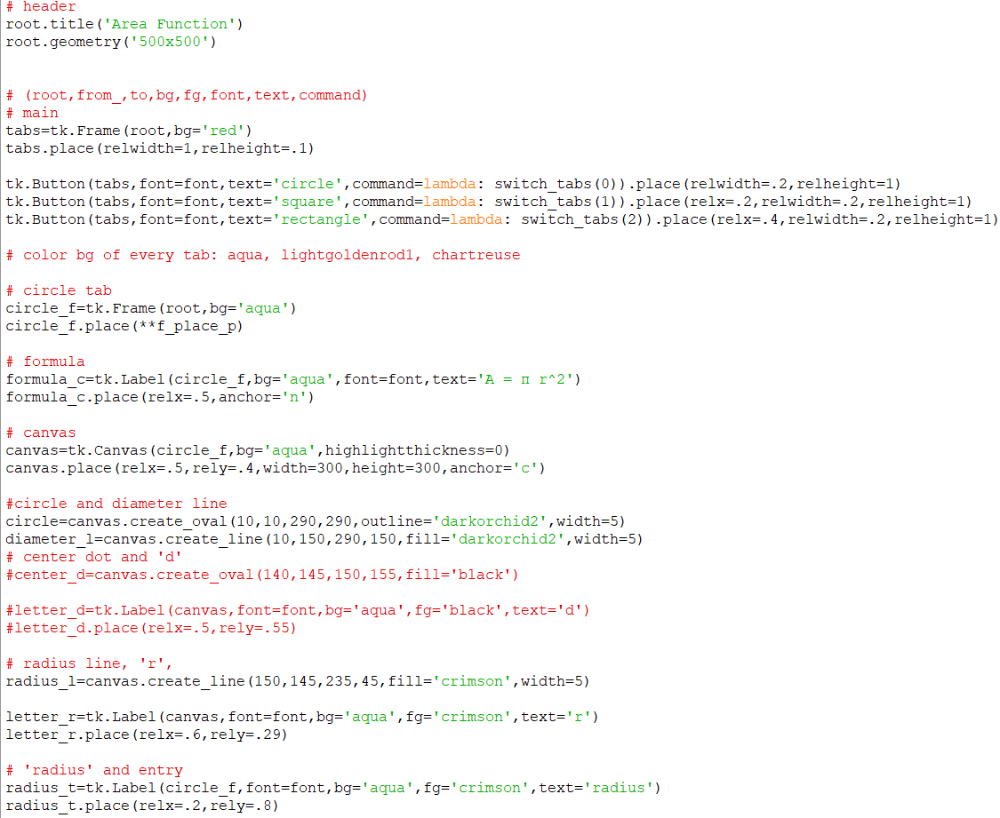 # header
root.title('Area Function')
root.geometry('500x500')
# (root,from_,to,bg,fg,font,text,command)
# main
tabs=tk.Frame(root,bg='red')
tabs.place(relwidth=1,relheight=.1)
tk.Button(tabs,font=font,text='circle',command=lambda: switch_tabs(0)).place(relwidth=.2,relheight=1)
tk.Button(tabs,font=font,text='square',command=lambda: switch_tabs(1)).place(relx=.2,relwidth=.2,relheight=1)
tk.Button(tabs,font=font,text='rectangle',command=lambda: switch_tabs(2)).place(relx=.4,relwidth=.2,relheight=1)
# color bg of every tab: aqua, lightgoldenrod1, chartreuse
# circle tab
circle_f=tk.Frame(root,bg='aqua')
circle_f.place(**f_place_p)
# formula
formula_c=tk.Label(circle_f,bg='aqua',font=font,text='A = π r^2')
formula_c.place(relx=.5,anchor='n')
# canvas
canvas=tk.Canvas(circle_f,bg='aqua',highlightthickness=0)
canvas.place(relx=.5,rely=.4,width=300,height=300,anchor='c')
#circle and diameter line
circle=canvas.create_oval(10,10,290,290,outline='darkorchid2',width=5)
diameter_l=canvas.create_line(10,150,290,150,fill='darkorchid2',width=5)
# center dot and 'd'
#center_d=canvas.create_oval(140,145,150,155,fill='black')
#letter_d=tk.Label(canvas,font=font,bg='aqua',fg='black',text='d')
#letter_d.place(relx=.5,rely=.55)
# radius line, 'r',
radius_l=canvas.create_line(150,145,235,45,fill='crimson',width=5)
letter_r=tk.Label(canvas,font=font,bg='aqua',fg='crimson',text='r')
letter_r.place(relx=.6,rely=.29)
# 'radius' and entry
radius_t=tk.Label(circle_f,font=font,bg='aqua',fg='crimson',text='radius')
radius_t.place(relx=.2,rely=.8)